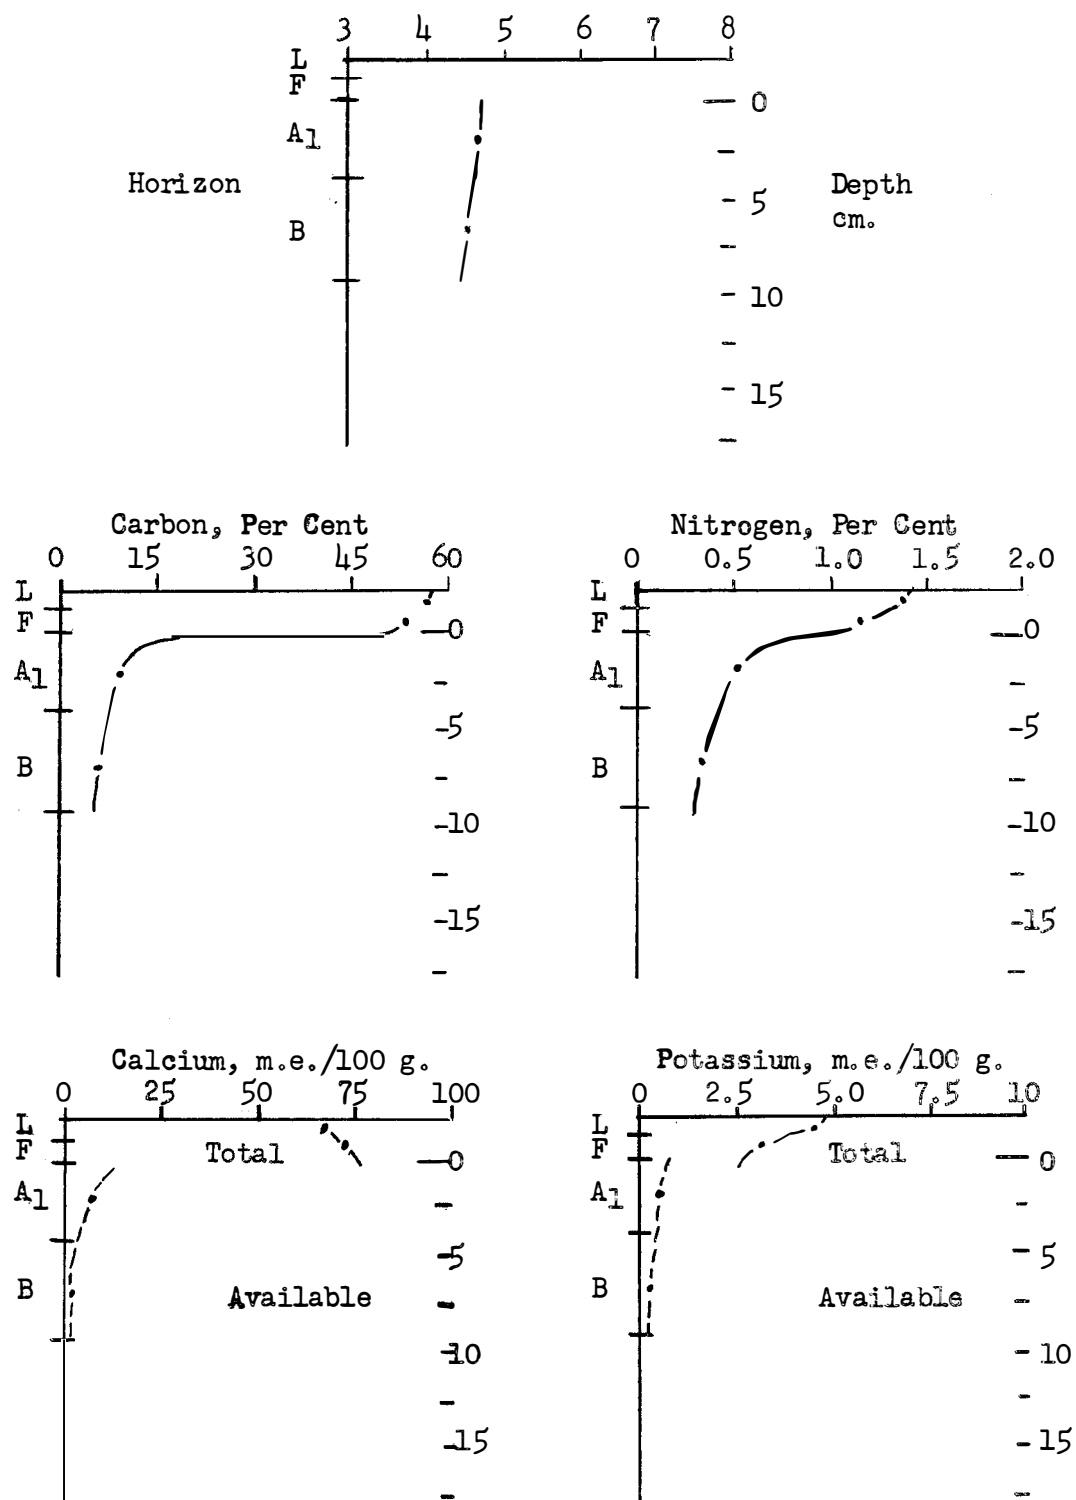 3 4 5 6 7 8
L
F
0
A1
Horizon
Depth
5
cm.
B
10
15
Carbon, Per Cent
0 15 30 45 60
L
F
0
A1
5
B
10
15
Nitrogen, Per Cent
0 0.5 1.0 1.5 2.0
L
F
0
A1
5
B
10
15
Calcium, m.e./100 g.
0 25 50 75 100
L
F
Total
0
A1
5
B
Available
10
15
Potassium, m.e./100 g.
0 2.5 5.0 7.5 10
L
F
Total
0
A1
5
B
Available
10
15